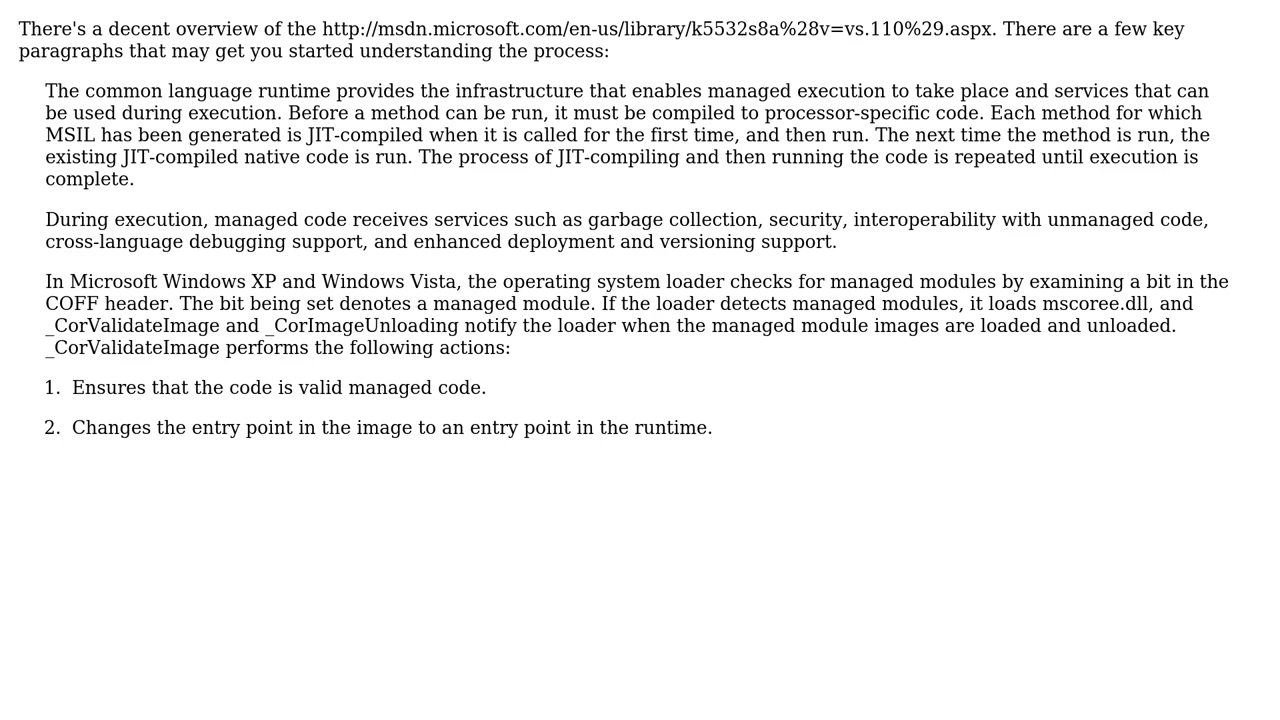 There's a decent overview of the http://msdn.microsoft.com/en-us/library/k5532s8a%28v=vs.110%29.aspx. There are a few key
paragraphs that may get you started understanding the process:
The common language runtime provides the infrastructure that enables managed execution to take place and services that can
be used during execution. Before a method can be run, it must be compiled to processor-specific code. Each method for which
MSIL has been generated is JIT-compiled when it is called for the first time, and then run. The next time the method is run, the
existing JIT-compiled native code is run. The process of JIT-compiling and then running the code is repeated until execution is
complete.
During execution, managed code receives services such as garbage collection, security, interoperability with unmanaged code,
cross-language debugging support, and enhanced deployment and versioning support.
In Microsoft Windows XP and Windows Vista, the operating system loader checks for managed modules by examining a bit in the
COFF header. The bit being set denotes a managed module. If the loader detects managed modules, it loads mscoree.dll, and
_CorValidateImage and _CorImageUnloading notify the loader when the managed module images are loaded and unloaded.
_CorValidateImage performs the following actions:
1. Ensures that the code is valid managed code.
2. Changes the entry point in the image to an entry point in the runtime.